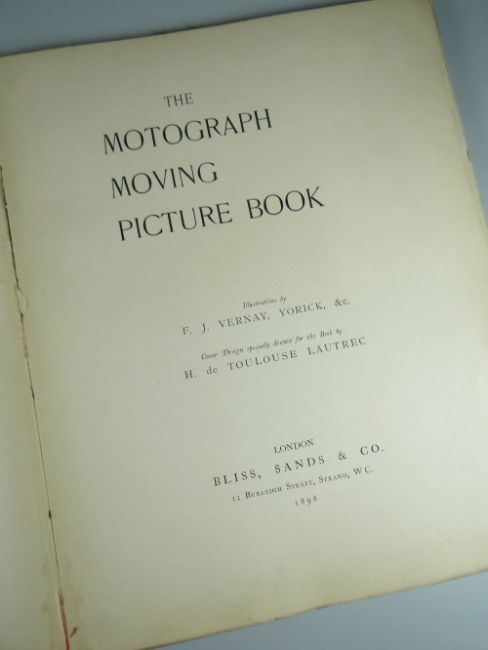 THE
MOTOGRAPH
MOVING
PICTURE BOOK
Illustrations by
F. J. VERNAY, YORICK, &c.
Cover Design specially drawn for the Book by
H. de TOULOUSE LAUTREC
LONDON
BLISS, SANDS & CO.
12 BURLEIGH STREET, STRAND, W.C.
1898